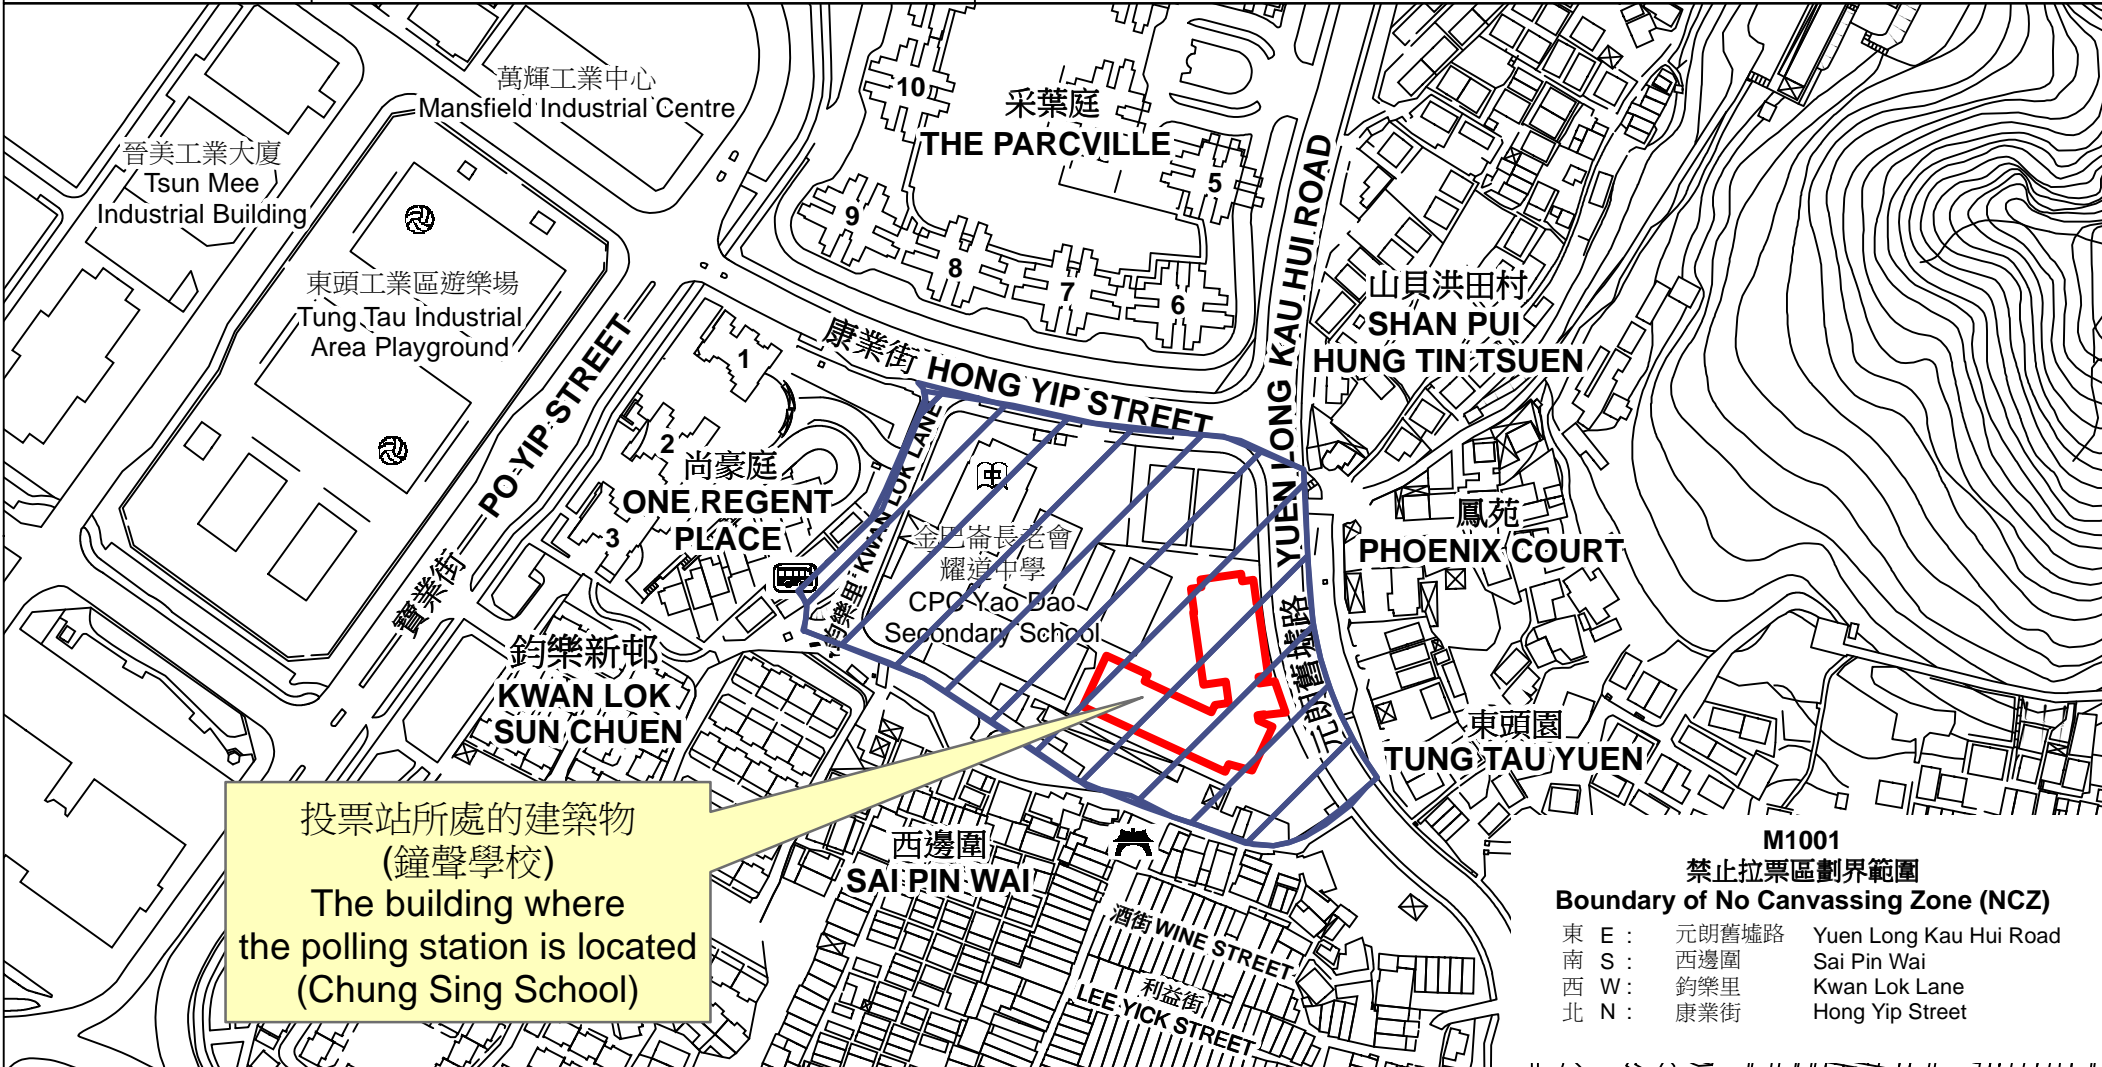 萬輝工業中心
Mansfield Industrial Centre
晉美工業大廈
Tsun Mee
Industrial Building
東頭工業區遊樂場
Tung Tau Industrial
Area Playground
采葉庭
THE PARCVILLE
10
9
8
7
6
5
康業街 HONG YIP STREET
YUEN LONG KAU HUI ROAD
元朗舊墟路
山貝洪田村
SHAN PUI
HUNG TIN TSUEN
PO YIP STREET
寶業街
1
2
3
尚豪庭
ONE REGENT
PLACE
鈞樂里 KWAN LOK LANE
中
金巴崙長老會
耀道中學
CPC Yao Dao
Secondary School
鳳苑
PHOENIX COURT
鈞樂新邨
KWAN LOK
SUN CHUEN
東頭園
TUNG TAU YUEN
投票站所處的建築物
(鐘聲學校)
The building where
the polling station is located
(Chung Sing School)
西邊圍
SAI PIN WAI
酒街 WINE STREET
利益街
LEE YICK STREET
M1001
禁止拉票區劃界範圍
Boundary of No Canvassing Zone (NCZ)
東 E : 元朗舊墟路 Yuen Long Kau Hui Road
南 S : 西邊圍 Sai Pin Wai
西 W : 鈞樂里 Kwan Lok Lane
北 N : 康業街 Hong Yip Street